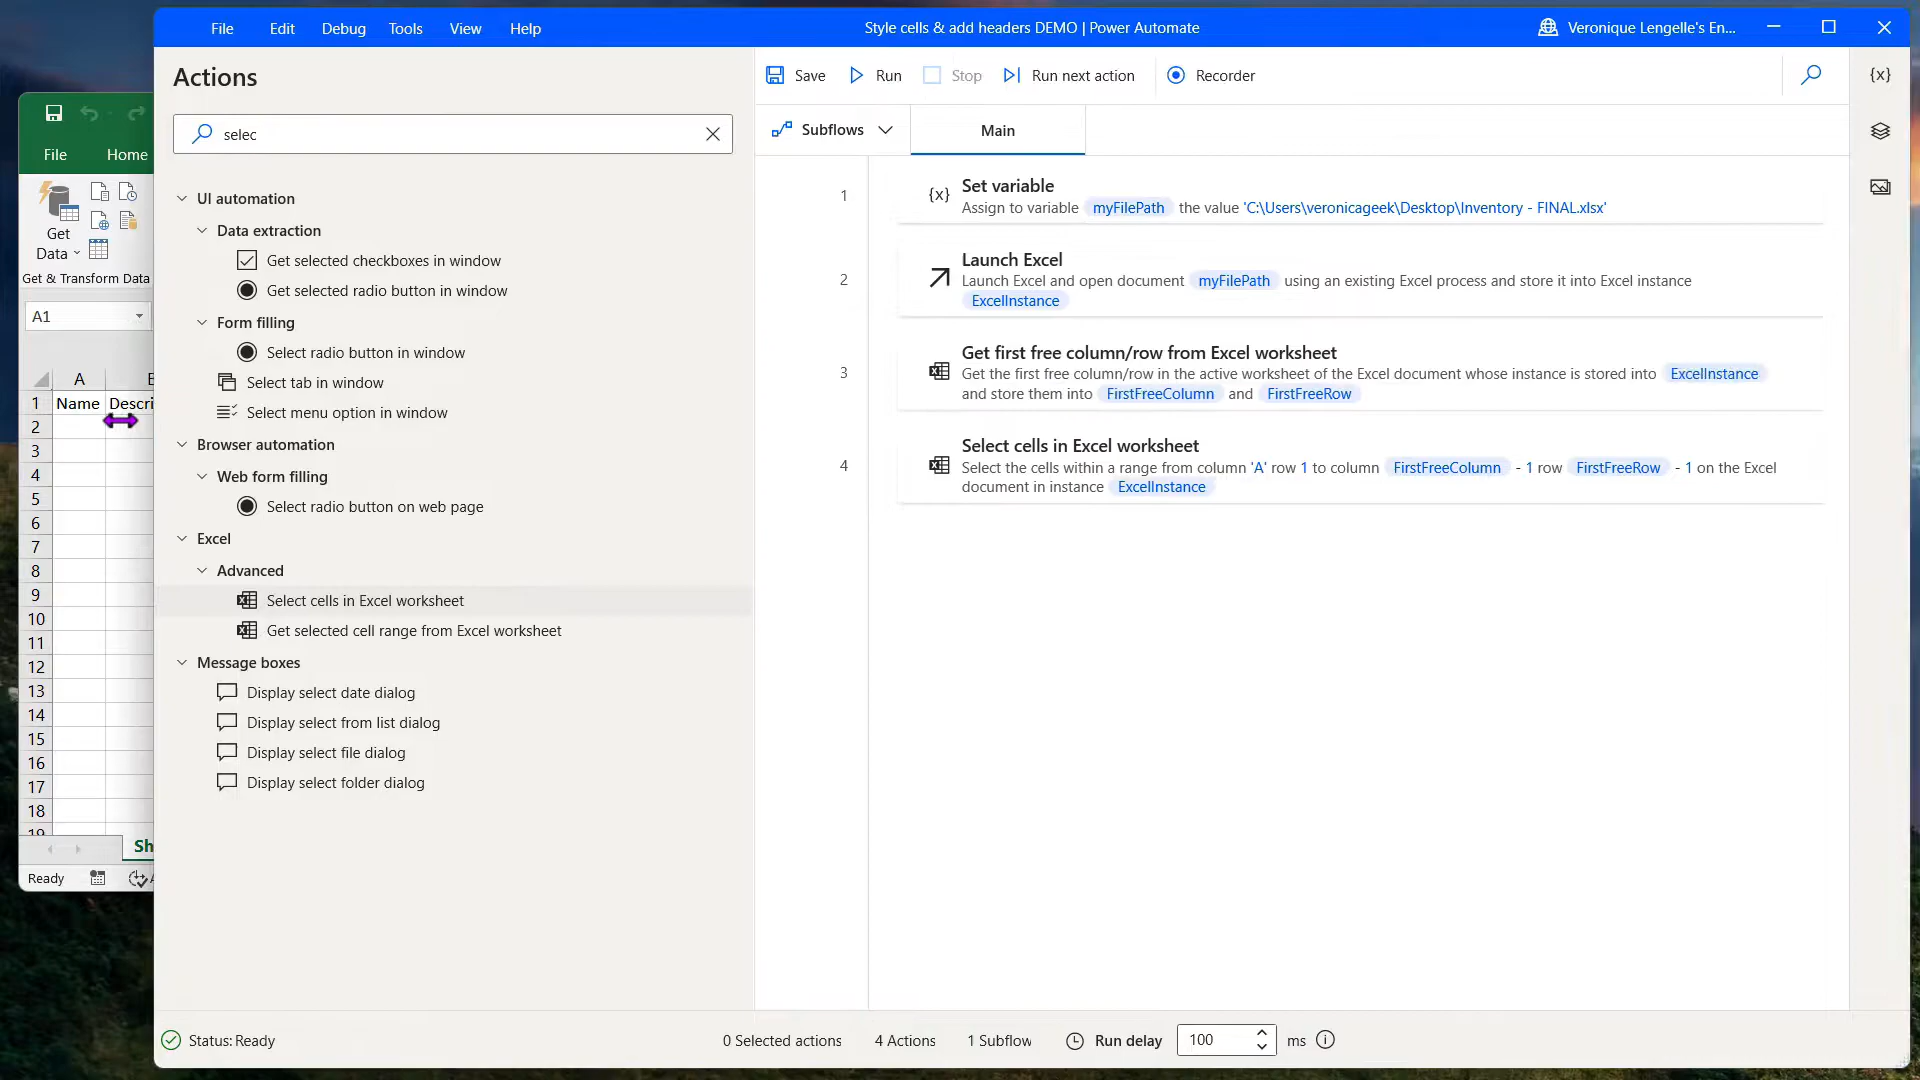 File Edit Debug Tools View Help Style cells & add headers DEMO | Power Automate Veronique Lengelle's En...
Actions
selec
UI automation
Data extraction
Get selected checkboxes in window
Get selected radio button in window
Form filling
Select radio button in window
Select tab in window
Select menu option in window
Browser automation
Web form filling
Select radio button on web page
Excel
Advanced
Select cells in Excel worksheet
Get selected cell range from Excel worksheet
Message boxes
Display select date dialog
Display select from list dialog
Display select file dialog
Display select folder dialog
Save Run Stop Run next action Recorder {x}
Subflows Main
1 {x} Set variable
Assign to variable myFilePath the value 'C:\Users\veronicageek\Desktop\Inventory - FINAL.xlsx'
2 Launch Excel
Launch Excel and open document myFilePath using an existing Excel process and store it into Excel instance
ExcelInstance
3 Get first free column/row from Excel worksheet
Get the first free column/row in the active worksheet of the Excel document whose instance is stored into ExcelInstance
and store them into FirstFreeColumn and FirstFreeRow
4 Select cells in Excel worksheet
Select the cells within a range from column 'A' row 1 to column FirstFreeColumn - 1 row FirstFreeRow - 1 on the Excel
document in instance ExcelInstance
Status: Ready 0 Selected actions 4 Actions 1 Subflow Run delay 100 ms
File Home
Get
Data
Get & Transform Data
A1
A
1 Name Descri
2
3
4
5
6
7
8
9
10
11
12
13
14
15
16
17
18
19
Sh
Ready